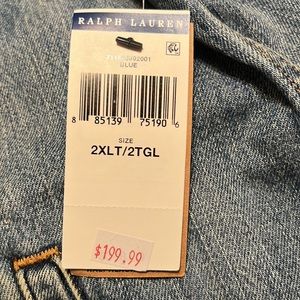 RALPH LAUREN
BLUE
8 85139 75190 6
SIZE
2XLT/2TGL
$199.99